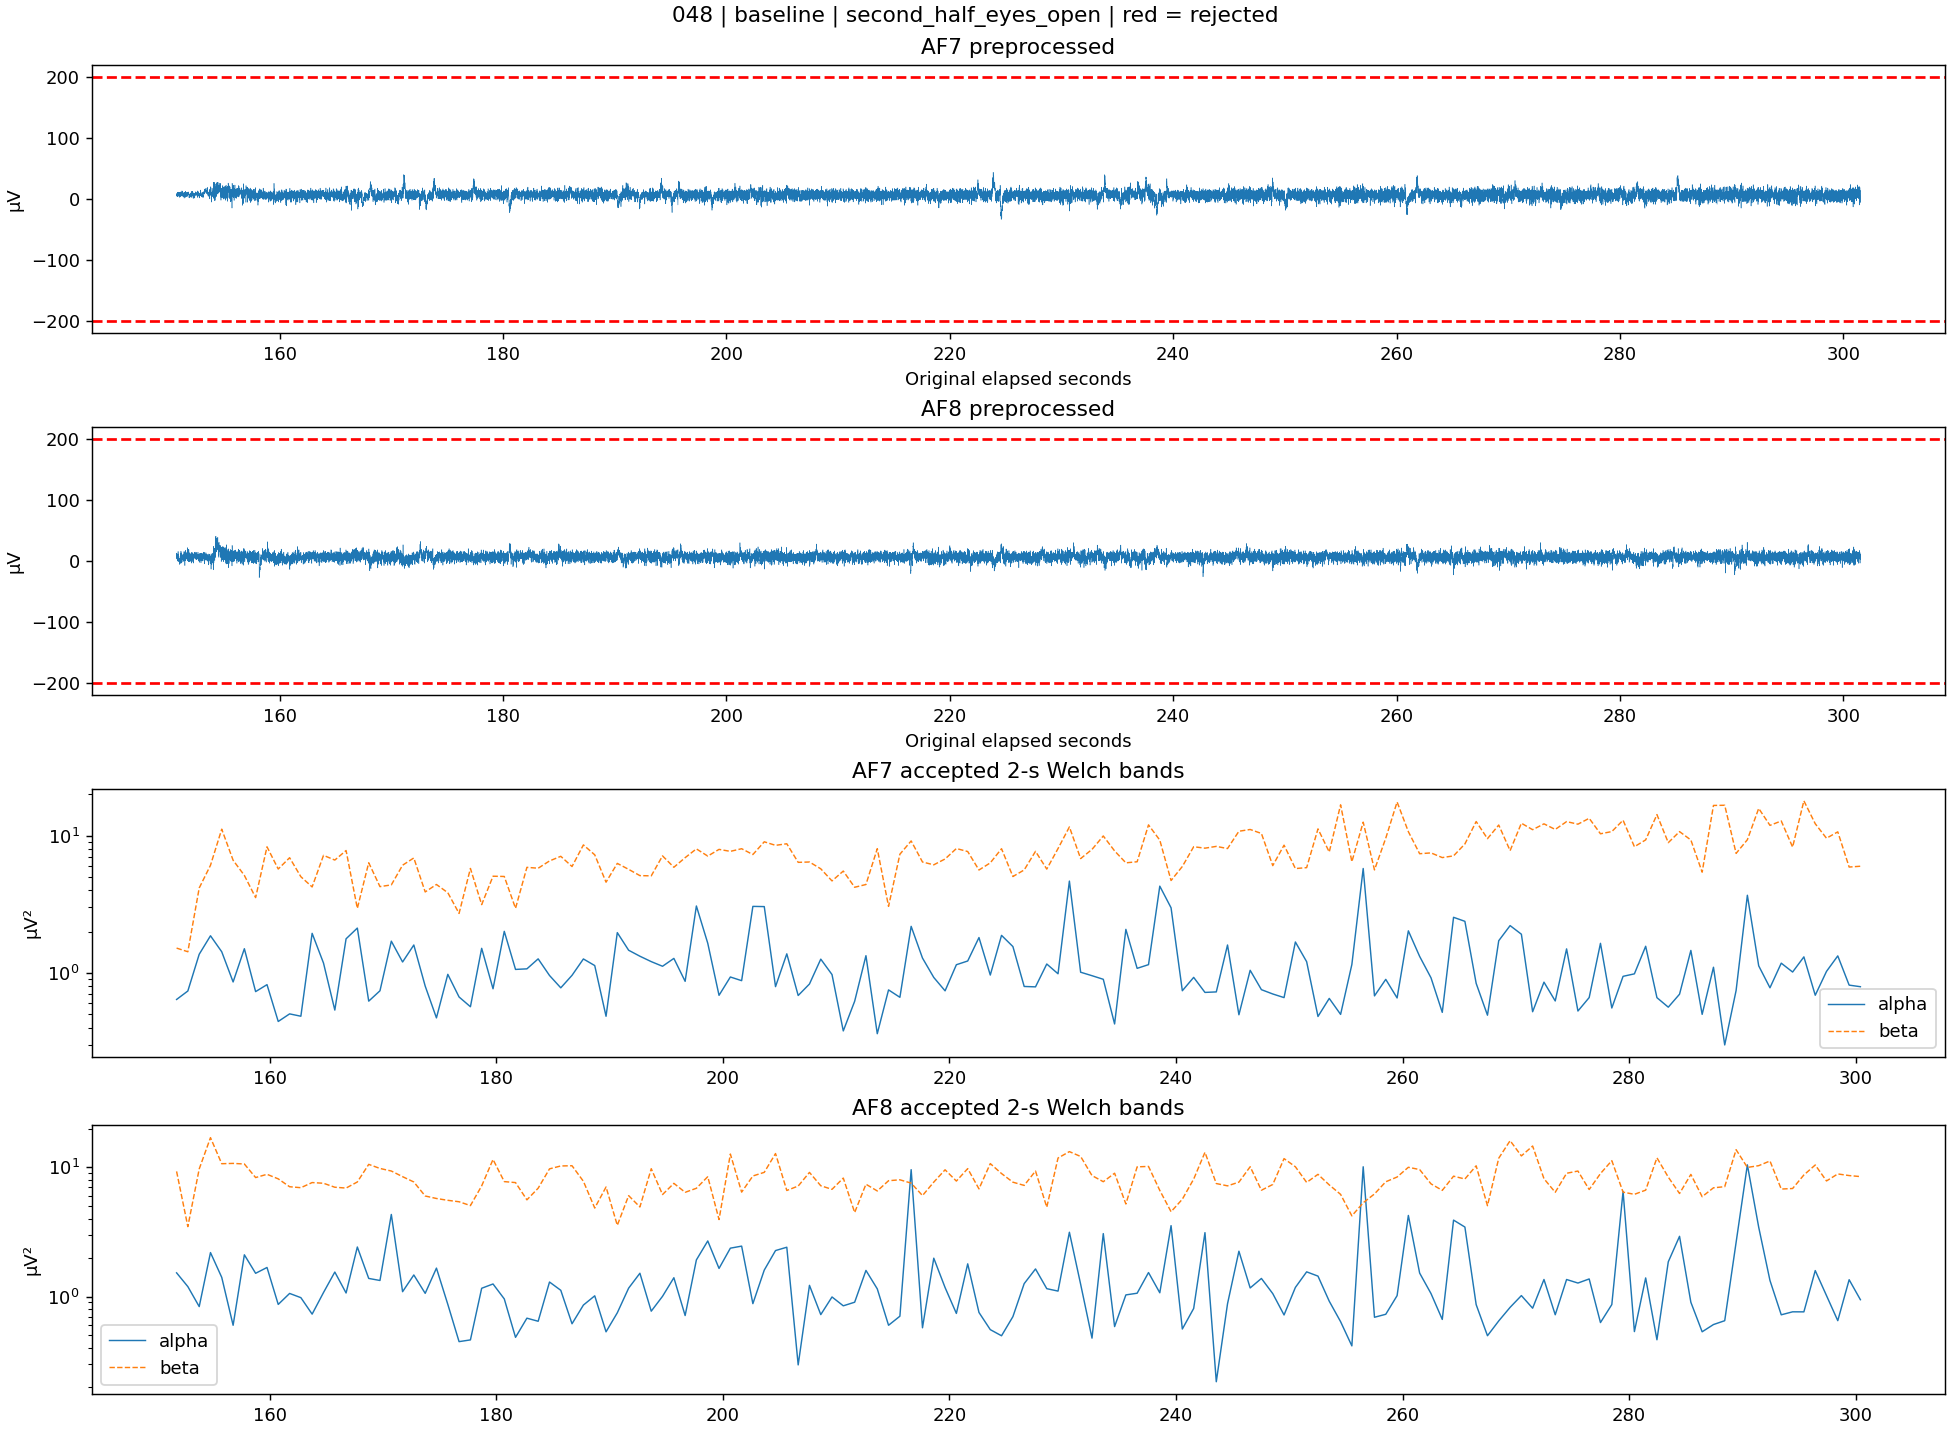 048 | baseline | second_half_eyes_open | red = rejected
AF7 preprocessed
200
100
0
−100
−200
µV
160 180 200 220 240 260 280 300
Original elapsed seconds
AF8 preprocessed
200
100
0
−100
−200
µV
160 180 200 220 240 260 280 300
Original elapsed seconds
AF7 accepted 2-s Welch bands
10¹
10⁰
µV²
alpha
beta
160 180 200 220 240 260 280 300
AF8 accepted 2-s Welch bands
10¹
10⁰
µV²
alpha
beta
160 180 200 220 240 260 280 300